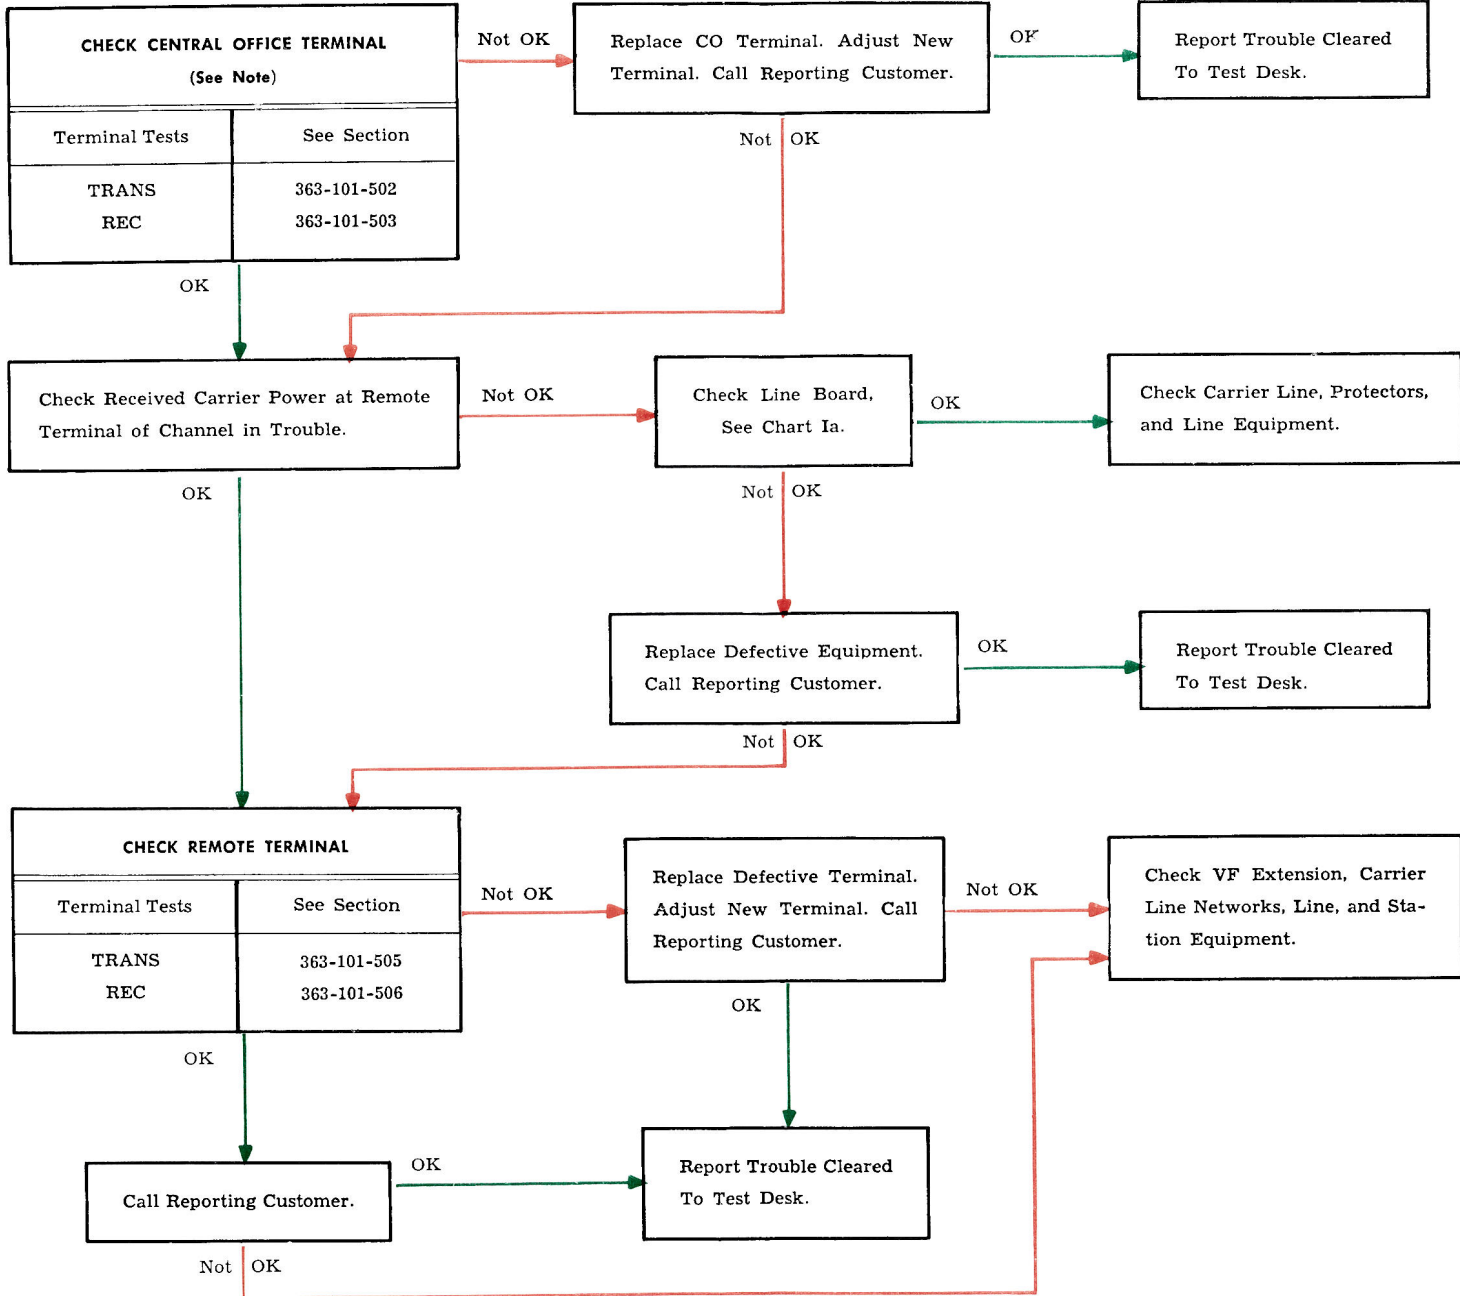 CHECK CENTRAL OFFICE TERMINAL
(See Note)
Terminal Tests
See Section
TRANS
363-101-502
REC
363-101-503
Not OK
Replace CO Terminal. Adjust New
Terminal. Call Reporting Customer.
OK
Report Trouble Cleared
To Test Desk.
Not OK
OK
Check Received Carrier Power at Remote
Terminal of Channel in Trouble.
Not OK
Check Line Board,
See Chart Ia.
OK
Check Carrier Line, Protectors,
and Line Equipment.
OK
Not OK
Replace Defective Equipment.
Call Reporting Customer.
OK
Report Trouble Cleared
To Test Desk.
Not OK
CHECK REMOTE TERMINAL
Terminal Tests
See Section
TRANS
363-101-505
REC
363-101-506
Not OK
Replace Defective Terminal.
Adjust New Terminal. Call
Reporting Customer.
Not OK
Check VF Extension, Carrier
Line Networks, Line, and Sta-
tion Equipment.
OK
OK
Call Reporting Customer.
OK
Report Trouble Cleared
To Test Desk.
Not OK